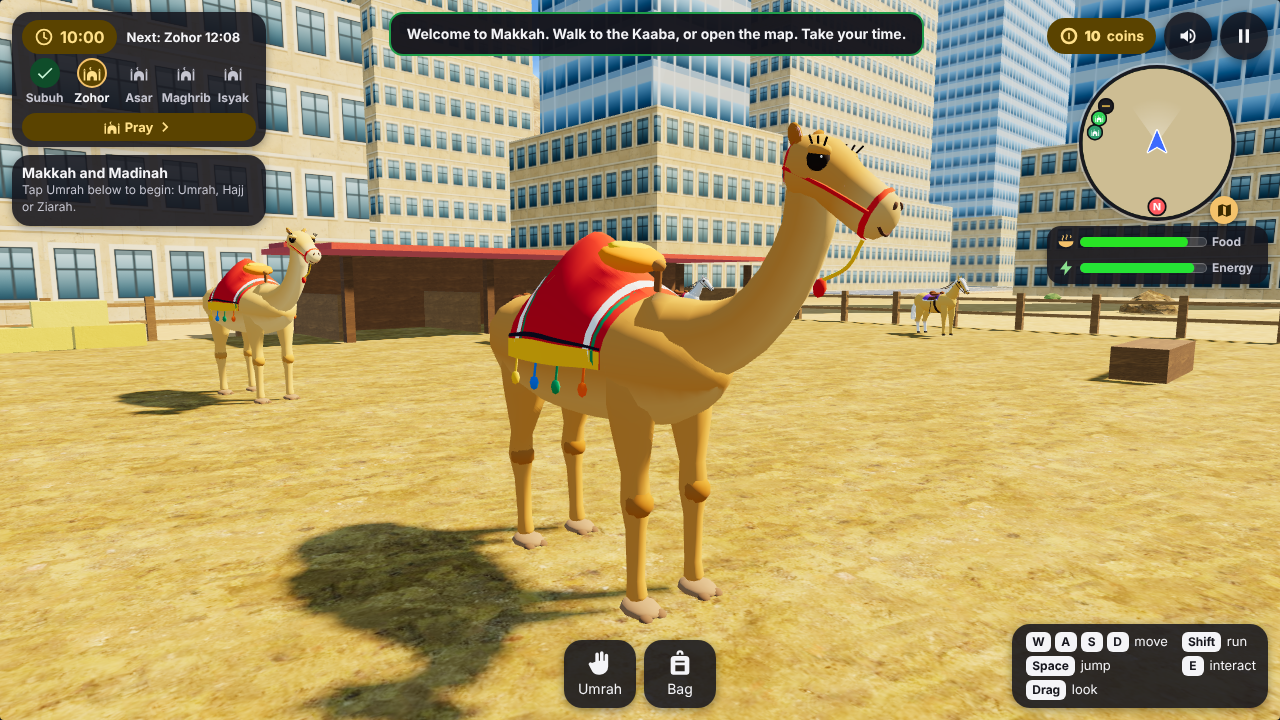 10:00
Next: Zohor 12:08
Subuh
Zohor
Asar
Maghrib
Isyak
Pray
Makkah and Madinah
Tap Umrah below to begin: Umrah, Hajj
or Ziarah.
Welcome to Makkah. Walk to the Kaaba, or open the map. Take your time.
10 coins
N
Food
Energy
Umrah
Bag
W A S D move
Shift run
Space jump
E interact
Drag look